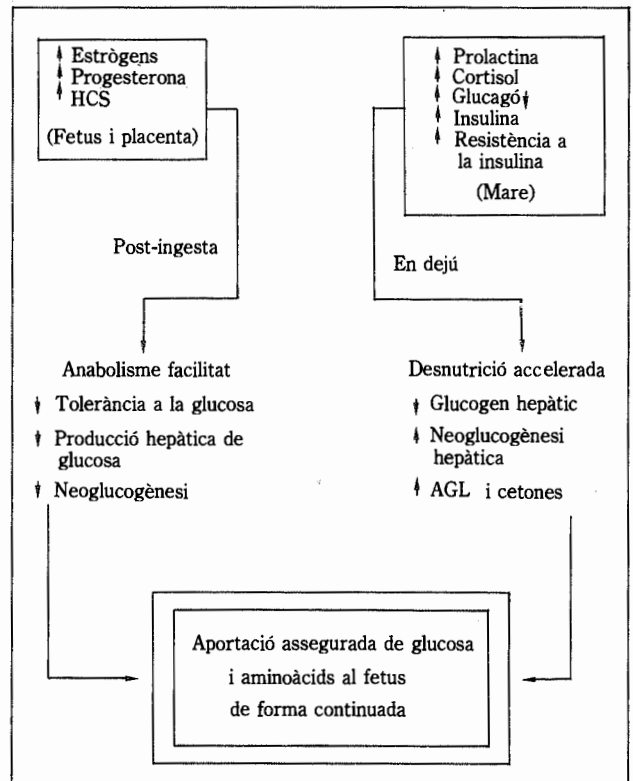 Estrògens
Progesterona
HCS
(Fetus i placenta)
Prolactina
Cortisol
Glucagó
Insulina
Resistència a
la insulina
(Mare)
Post-ingesta
En dejú
Anabolisme facilitat
Tolerància a la glucosa
Producció hepàtica de
glucosa
Neoglucogènesi
Desnutrició accelerada
Glucogen hepàtic
Neoglucogènesi
hepàtica
AGL i cetones
Aportació assegurada de glucosa
i aminoàcids al fetus
de forma continuada